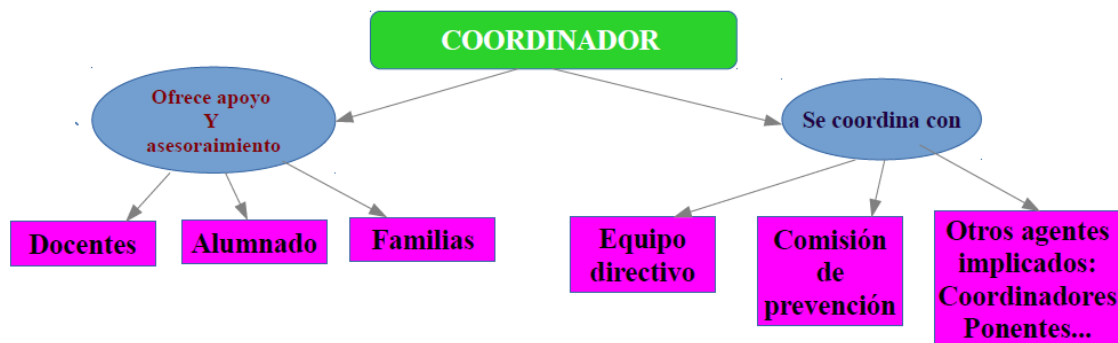 COORDINADOR
Ofrece apoyo
Y
asesoraimiento
Se coordina con
Docentes
Alumnado
Familias
Equipo
directivo
Comisión
de
prevención
Otros agentes
implicados:
Coordinadores
Ponentes...